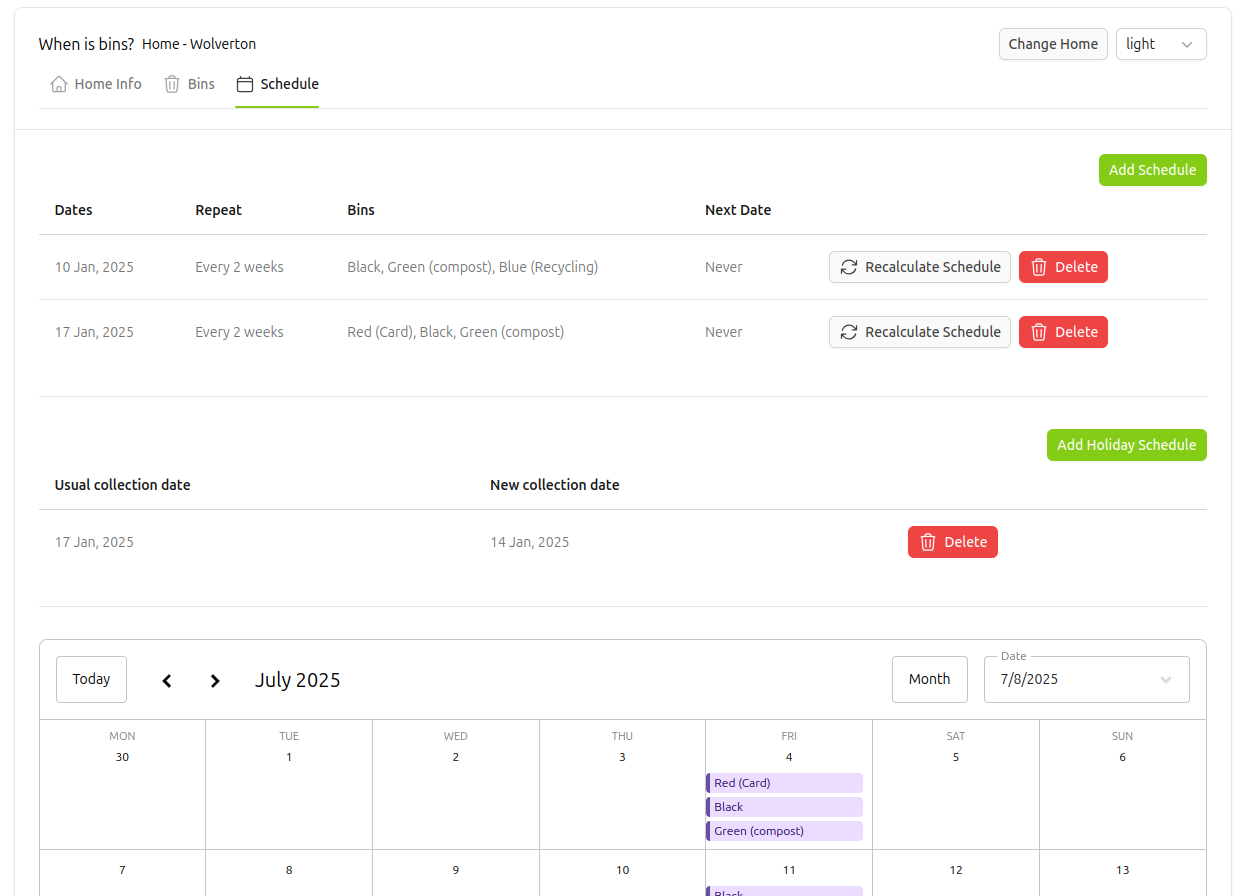 When is bins? Home - Wolverton Change Home light
Home Info Bins Schedule
Add Schedule
Dates Repeat Bins Next Date
10 Jan, 2025 Every 2 weeks Black, Green (compost), Blue (Recycling) Never Recalculate Schedule Delete
17 Jan, 2025 Every 2 weeks Red (Card), Black, Green (compost) Never Recalculate Schedule Delete
Add Holiday Schedule
Usual collection date New collection date
17 Jan, 2025 14 Jan, 2025 Delete
Date
Today July 2025 Month 7/8/2025
MON TUE WED THU FRI SAT SUN
30 1 2 3 4 5 6
Red (Card)
Black
Green (compost)
7 8 9 10 11 12 13
Black